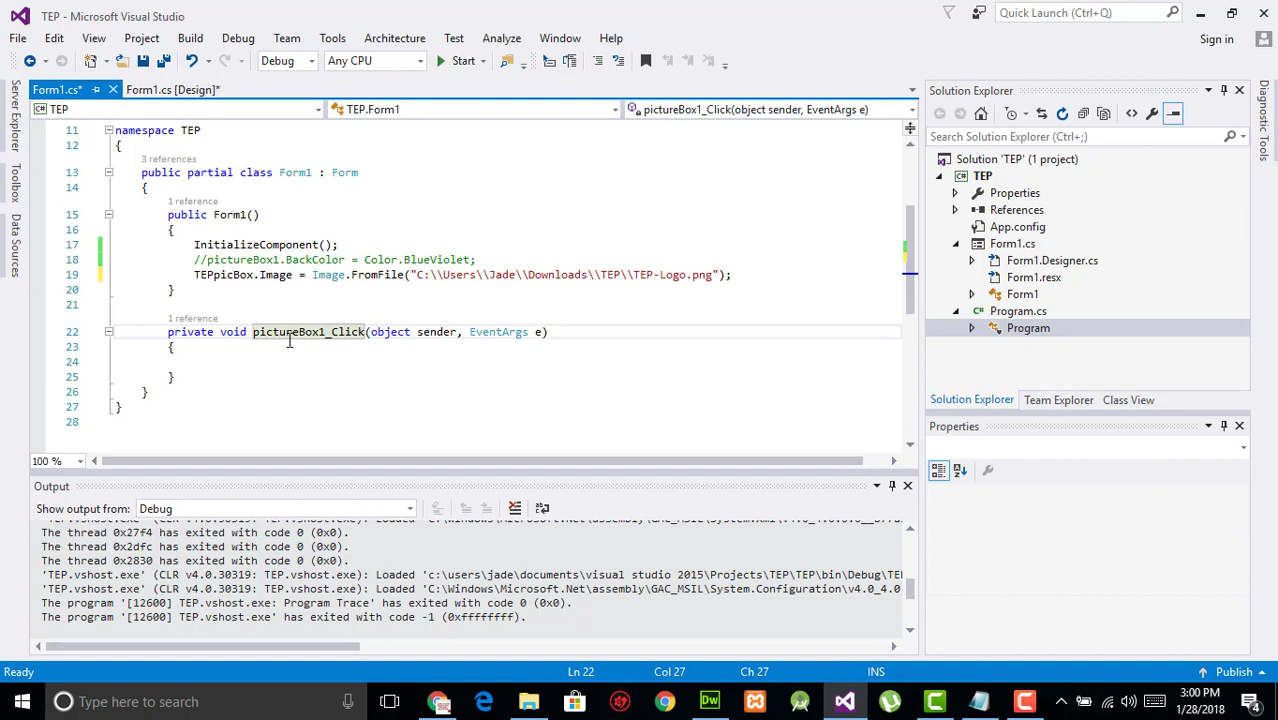 TEP - Microsoft Visual Studio
Quick Launch (Ctrl+Q)
File Edit View Project Build Debug Team Tools Architecture Test Analyze Window Help
Sign in
Debug Any CPU Start
Form1.cs* Form1.cs [Design]*
TEP TEP.Form1 pictureBox1_Click(object sender, EventArgs e)
Server Explorer
Toolbox
Data Sources
11 namespace TEP
12 {
3 references
13 public partial class Form1 : Form
14 {
1 reference
15 public Form1()
16 {
17 InitializeComponent();
18 //pictureBox1.BackColor = Color.BlueViolet;
19 TEPpicBox.Image = Image.FromFile("C:\\Users\\Jade\\Downloads\\TEP\\TEP-Logo.png");
20 }
21
1 reference
22 private void pictureBox1_Click(object sender, EventArgs e)
23 {
24
25 }
26 }
27 }
28
100 %
Output
Show output from: Debug
The thread 0x27f4 has exited with code 0 (0x0).
The thread 0x2dfc has exited with code 0 (0x0).
The thread 0x2830 has exited with code 0 (0x0).
'TEP.vshost.exe' (CLR v4.0.30319: TEP.vshost.exe): Loaded 'c:\users\jade\documents\visual studio 2015\Projects\TEP\TEP\bin\Debug\TE
'TEP.vshost.exe' (CLR v4.0.30319: TEP.vshost.exe): Loaded 'C:\Windows\Microsoft.Net\assembly\GAC_MSIL\System.Configuration\v4.0_4.0
The program '[12600] TEP.vshost.exe: Program Trace' has exited with code 0 (0x0).
The program '[12600] TEP.vshost.exe' has exited with code -1 (0xffffffff).
Solution Explorer
Search Solution Explorer (Ctrl+;)
Solution 'TEP' (1 project)
TEP
Properties
References
App.config
Form1.cs
Form1.Designer.cs
Form1.resx
Form1
Program.cs
Program
Solution Explorer Team Explorer Class View
Properties
Diagnostic Tools
Ready Ln 22 Col 27 Ch 27 INS Publish
Type here to search
Dw
3:00 PM
1/28/2018
4